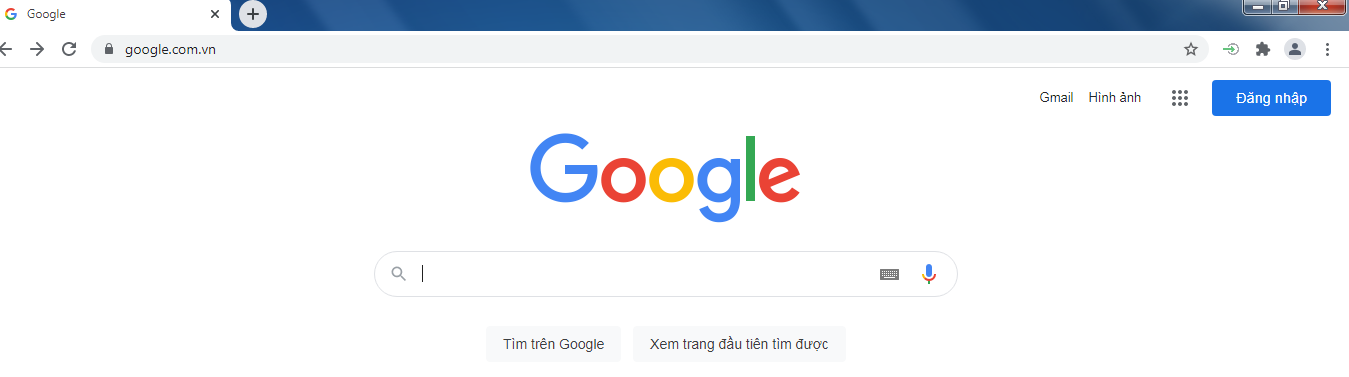 Google
google.com.vn
Gmail Hình ảnh Đăng nhập
Google
Tìm trên Google Xem trang đầu tiên tìm được